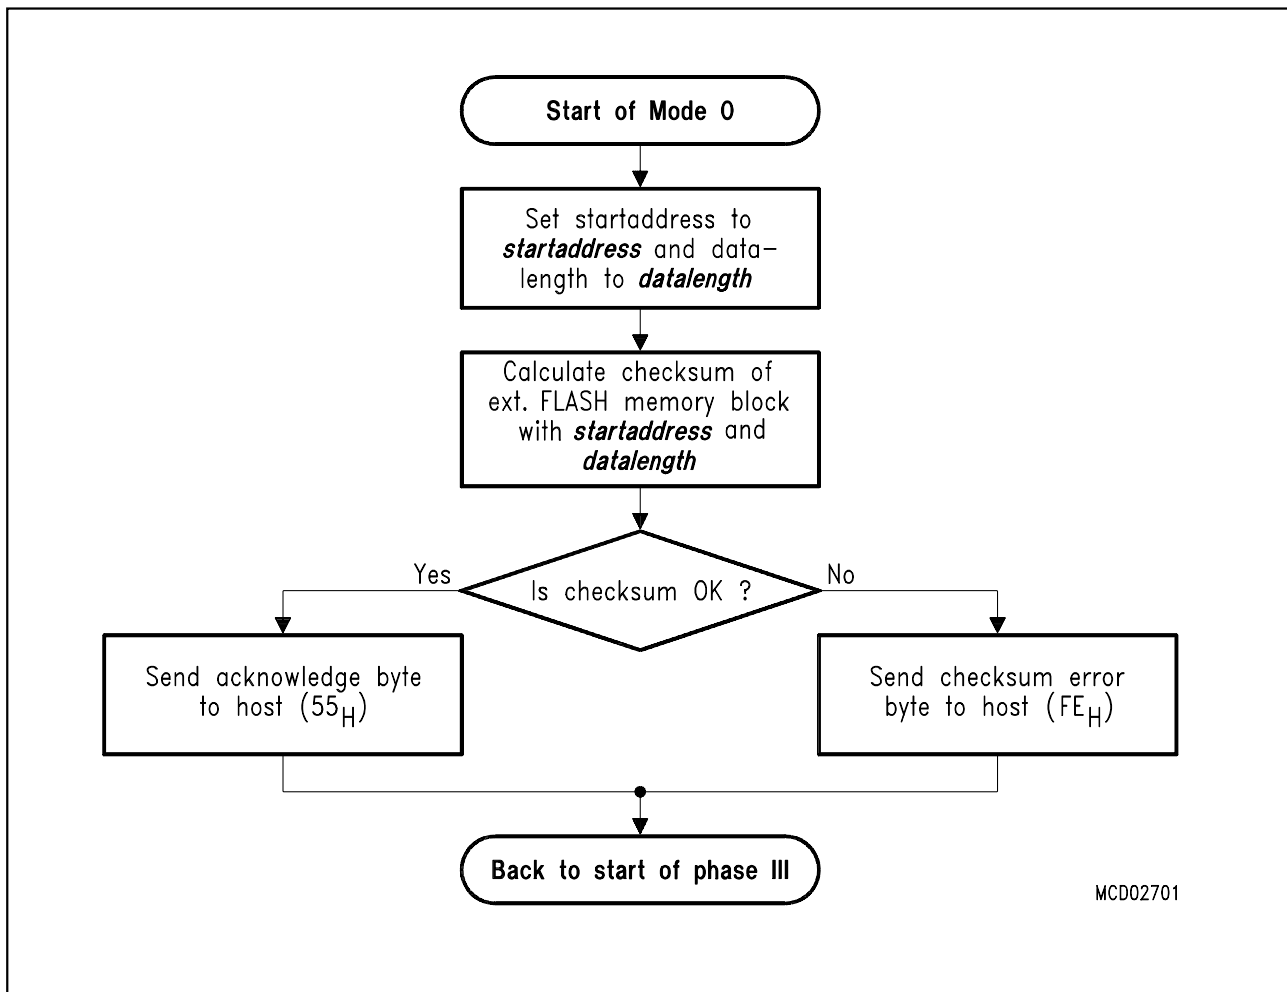 Start of Mode 0
Set startaddress to
startaddress and data-
length to datalength
Calculate checksum of
ext. FLASH memory block
with startaddress and
datalength
Yes
Is checksum OK ?
No
Send acknowledge byte
to host (55H)
Send checksum error
byte to host (FEH)
Back to start of phase III
MCD02701